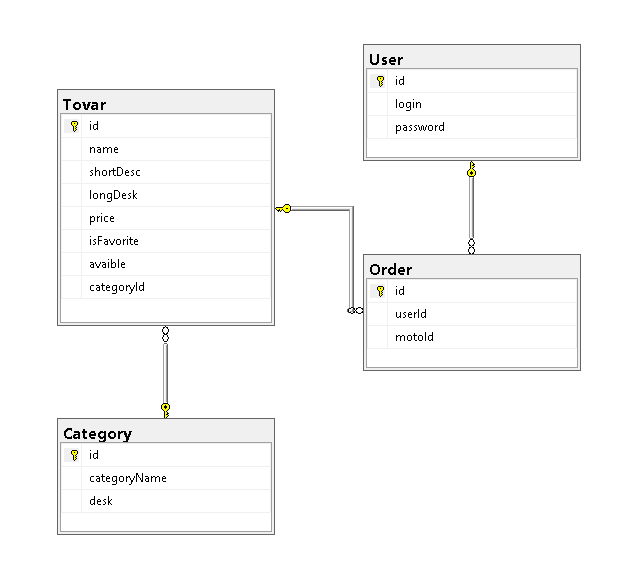 User
id
login
password
Tovar
id
name
shortDesc
longDesk
price
isFavorite
avaible
categoryId
Order
id
userId
motoId
Category
id
categoryName
desk